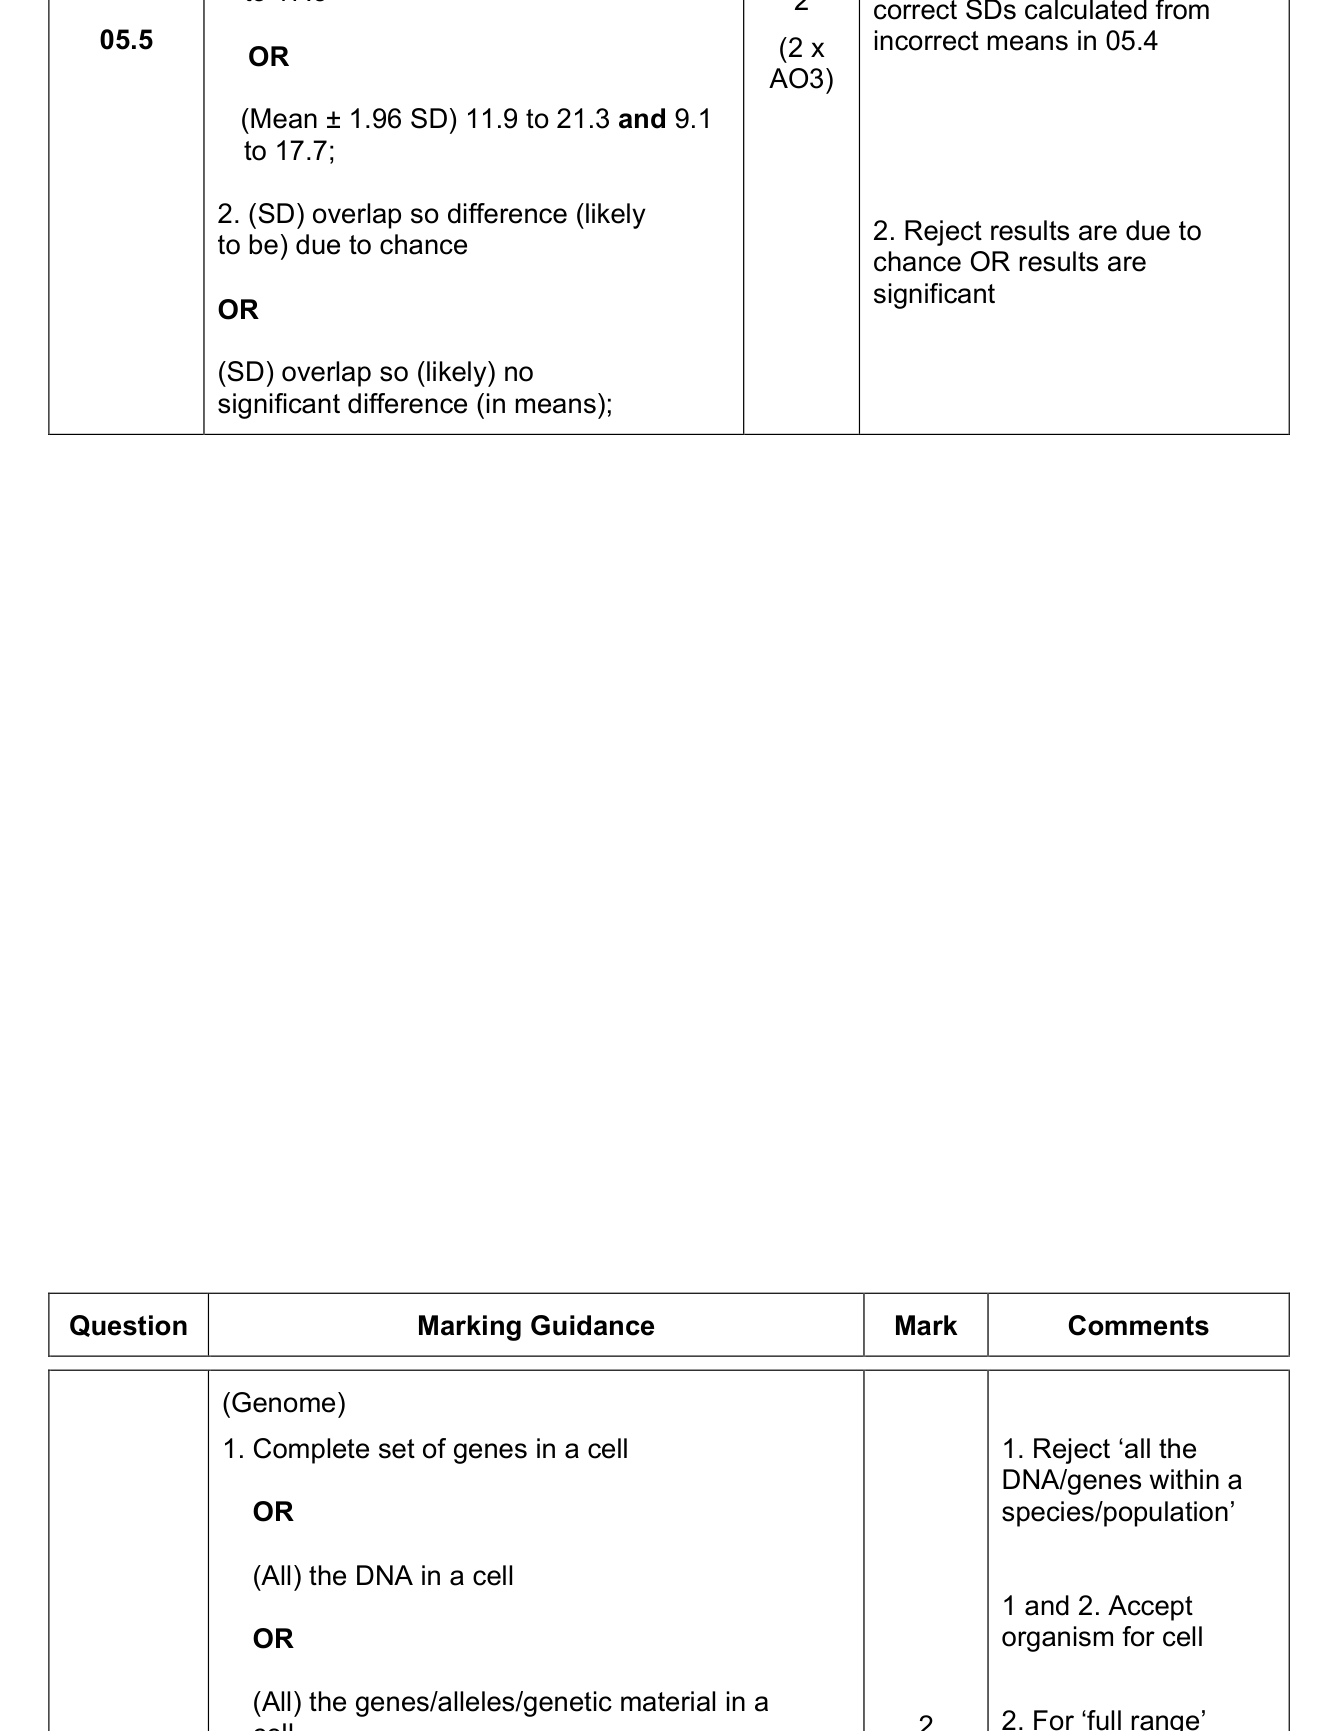 05.5
OR
(Mean ± 1.96 SD) 11.9 to 21.3 and 9.1
to 17.7;
2. (SD) overlap so difference (likely
to be) due to chance
OR
(SD) overlap so (likely) no
significant difference (in means);
2
(2 x
AO3)
correct SDs calculated from
incorrect means in 05.4
2. Reject results are due to
chance OR results are
significant
Question Marking Guidance Mark Comments
(Genome)
1. Complete set of genes in a cell
OR
(All) the DNA in a cell
OR
(All) the genes/alleles/genetic material in a
cell
2
1. Reject ‘all the
DNA/genes within a
species/population’
1 and 2. Accept
organism for cell
2. For ‘full range’